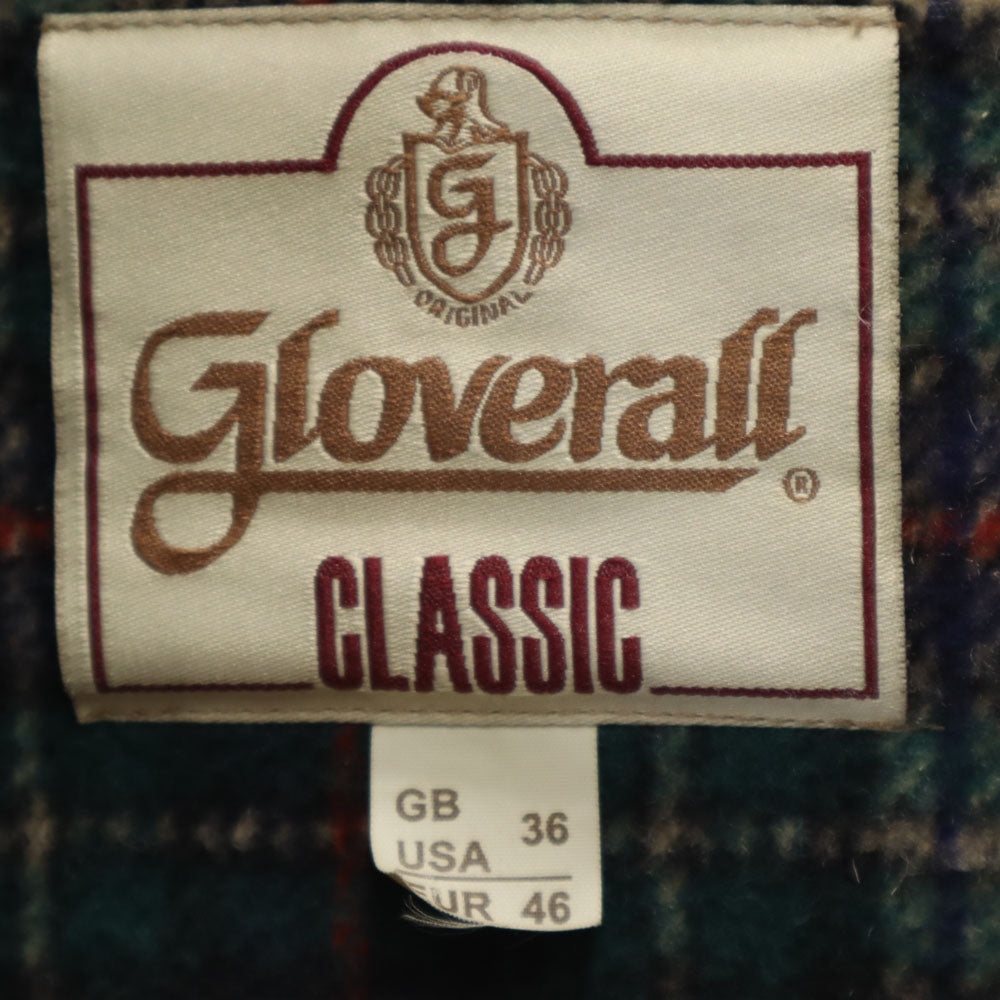 G
ORIGINAL
Gloverall ®
CLASSIC
GB
USA 36
EUR 46